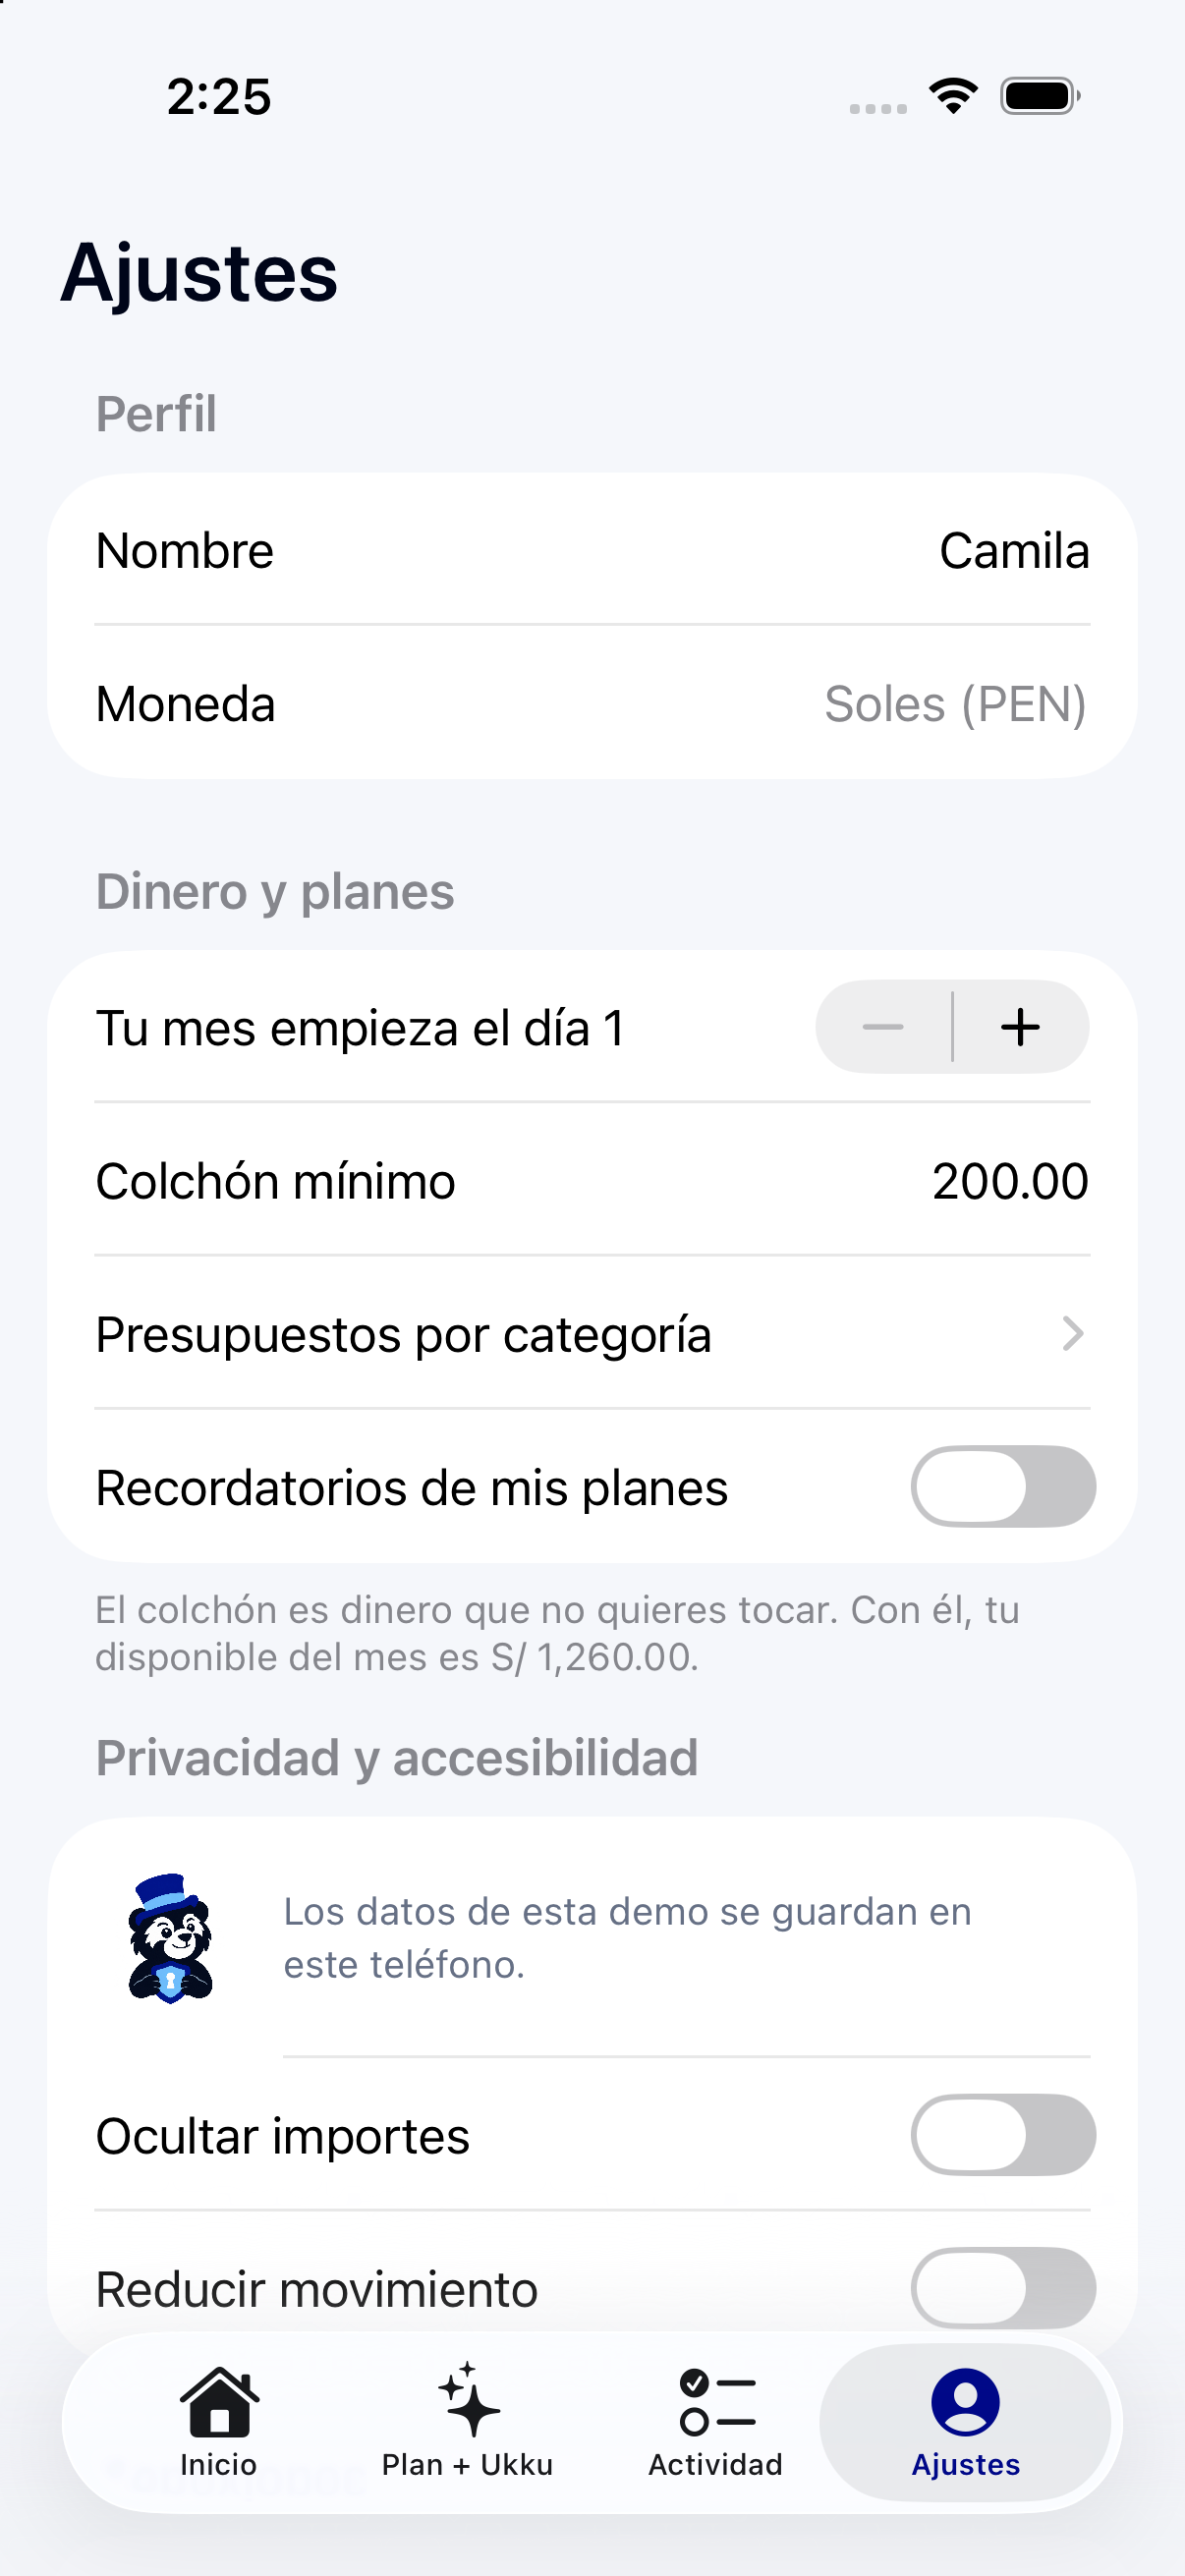 2:25
Ajustes
Perfil
Nombre Camila
Moneda Soles (PEN)
Dinero y planes
Tu mes empieza el día 1
Colchón mínimo 200.00
Presupuestos por categoría
Recordatorios de mis planes
El colchón es dinero que no quieres tocar. Con él, tu
disponible del mes es S/ 1,260.00.
Privacidad y accesibilidad
Los datos de esta demo se guardan en
este teléfono.
Ocultar importes
Reducir movimiento
Inicio Plan + Ukku Actividad Ajustes